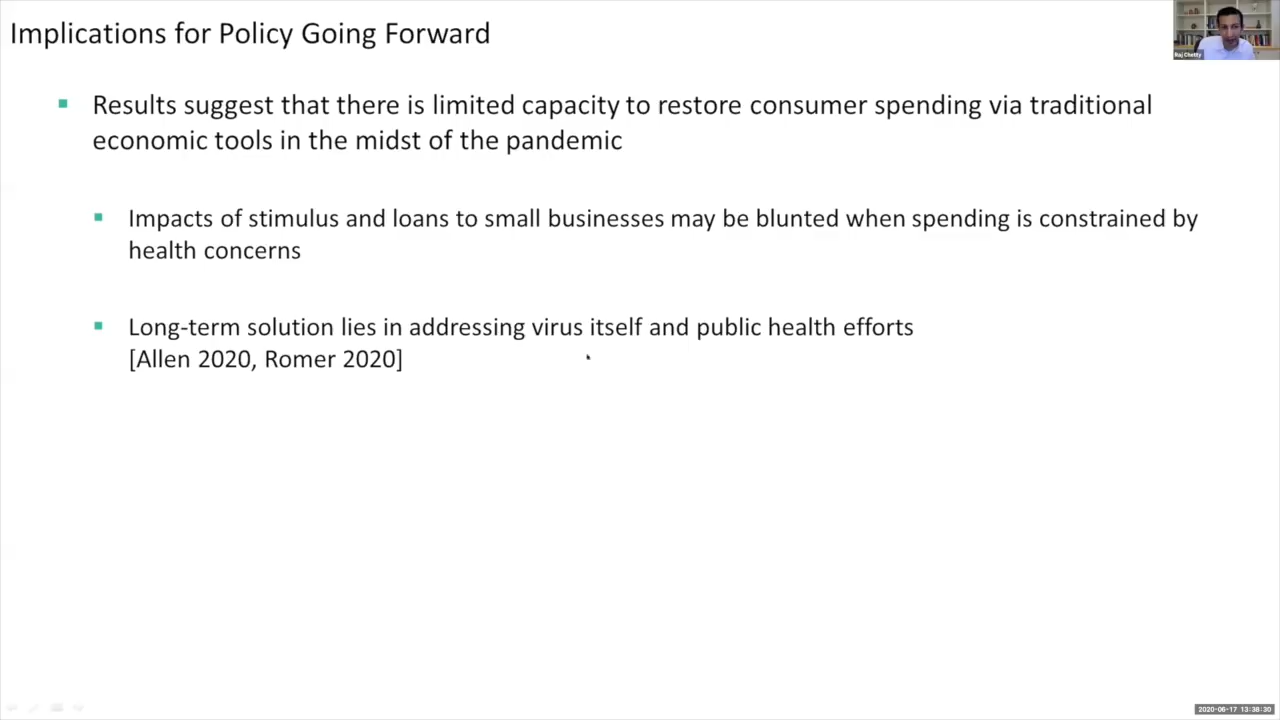 Implications for Policy Going Forward
Raj Chetty
Results suggest that there is limited capacity to restore consumer spending via traditional
economic tools in the midst of the pandemic
Impacts of stimulus and loans to small businesses may be blunted when spending is constrained by
health concerns
Long-term solution lies in addressing virus itself and public health efforts
[Allen 2020, Romer 2020]
2020-06-17 13:38:30